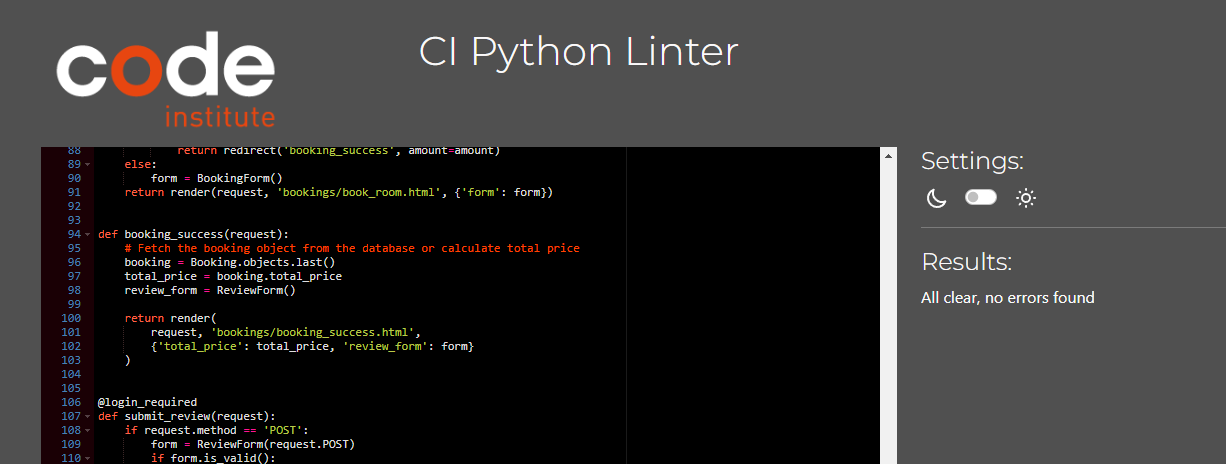 code
institute
CI Python Linter
88 return redirect('booking_success', amount=amount)
89 else:
90 form = BookingForm()
91 return render(request, 'bookings/book_room.html', {'form': form})
92
93
94 def booking_success(request):
95 # Fetch the booking object from the database or calculate total price
96 booking = Booking.objects.last()
97 total_price = booking.total_price
98 review_form = ReviewForm()
99
100 return render(
101 request, 'bookings/booking_success.html',
102 {'total_price': total_price, 'review_form': form}
103 )
104
105
106 @login_required
107 def submit_review(request):
108 if request.method == 'POST':
109 form = ReviewForm(request.POST)
110 if form.is_valid():
Settings:
Results:
All clear, no errors found